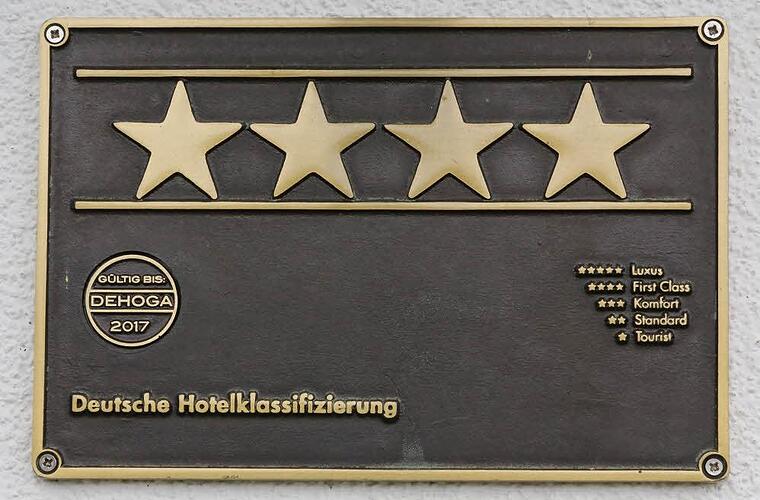 GÜLTIG BIS:
DEHOGA
2017
★★★★★ Luxus
★★★★ First Class
★★★ Komfort
★★ Standard
★ Tourist
Deutsche Hotelklassifizierung